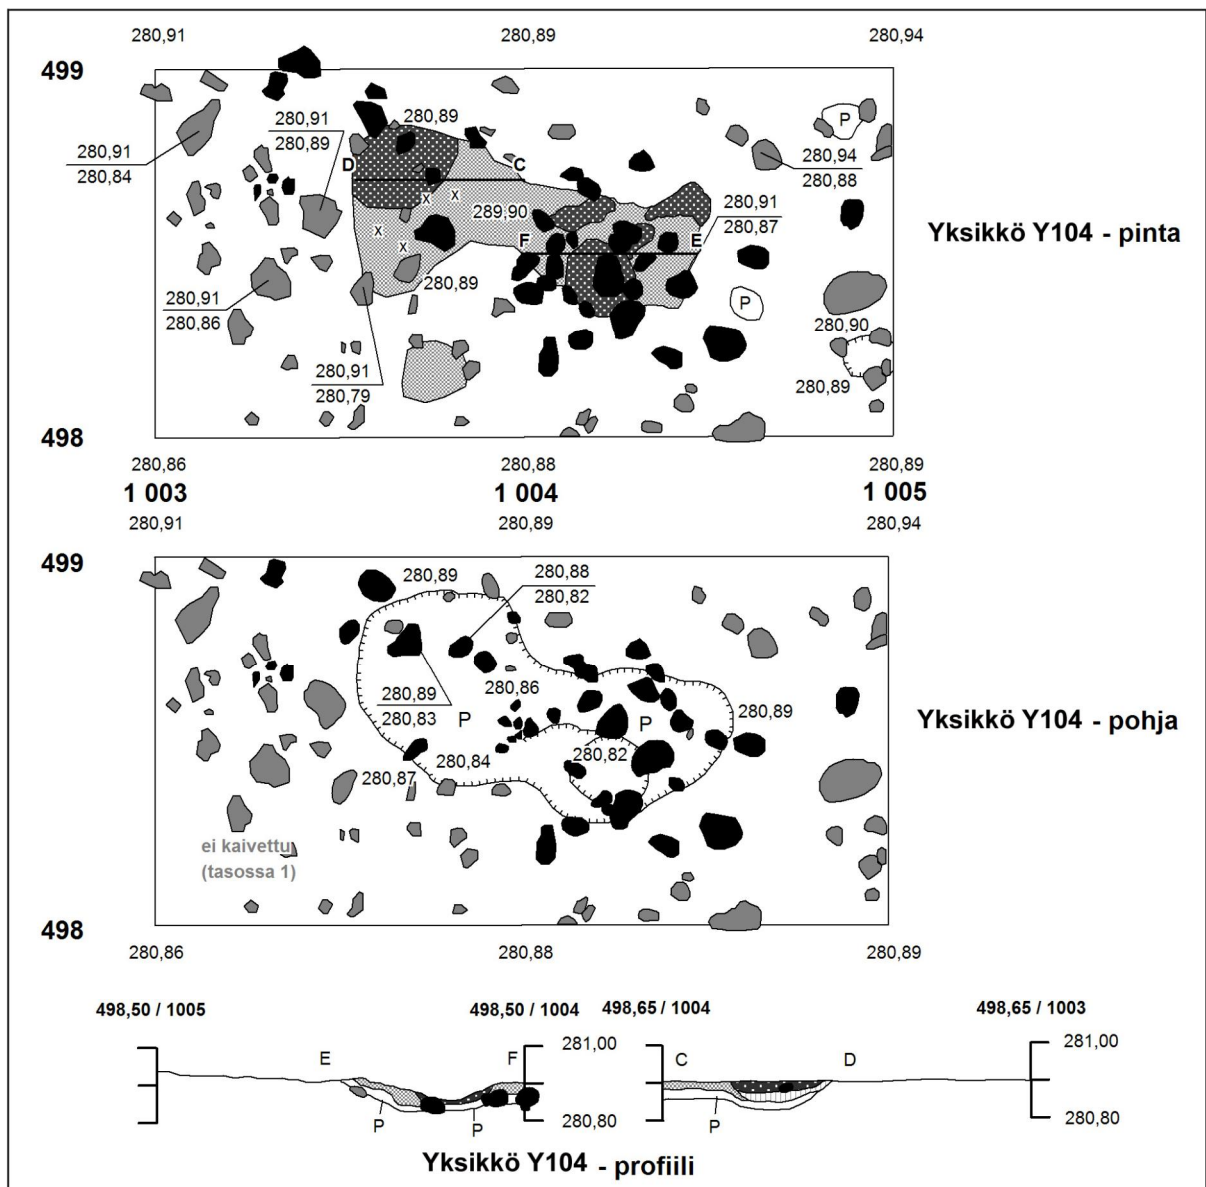 280,91 280,89 280,94
499
280,89
280,91
280,89
P
280,91
280,84
D C
280,94
280,88
X X
289,90
280,91
280,87
X X
F E
Yksikkö Y104 - pinta
280,89
280,91
280,86
P
280,90
280,91
280,79
280,89
498
280,86 280,88 280,89
1 003 1 004 1 005
280,91 280,89 280,94
499
280,89
280,88
280,82
280,86
280,89
280,83
P P
280,89
Yksikkö Y104 - pohja
280,84
280,82
280,87
ei kaivettu
(tasossa 1)
498
280,86 280,88 280,89
498,50 / 1005 498,50 / 1004 498,65 / 1004 498,65 / 1003
E F 281,00 C D 281,00
P P 280,80 P 280,80
Yksikkö Y104 - profiili